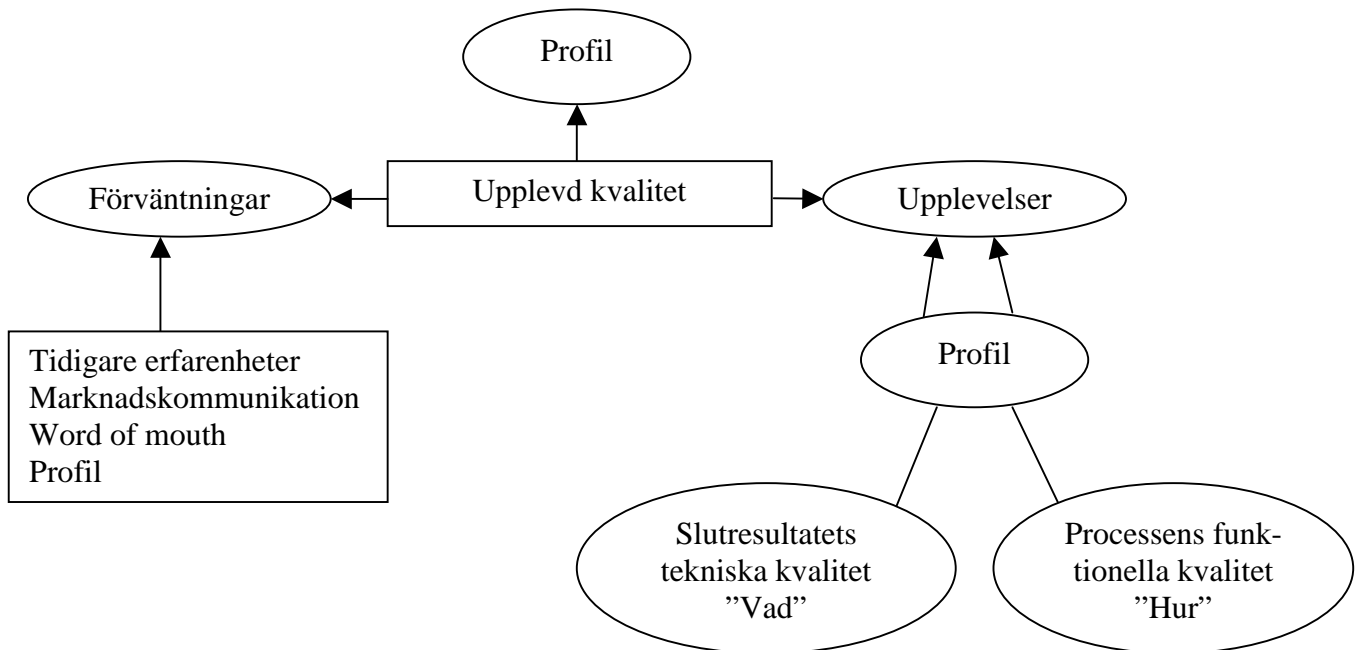 Profil
Förväntningar
Upplevd kvalitet
Upplevelser
Tidigare erfarenheter
Marknadskommunikation
Word of mouth
Profil
Profil
Slutresultatets
tekniska kvalitet
”Vad”
Processens funk-
tionella kvalitet
”Hur”